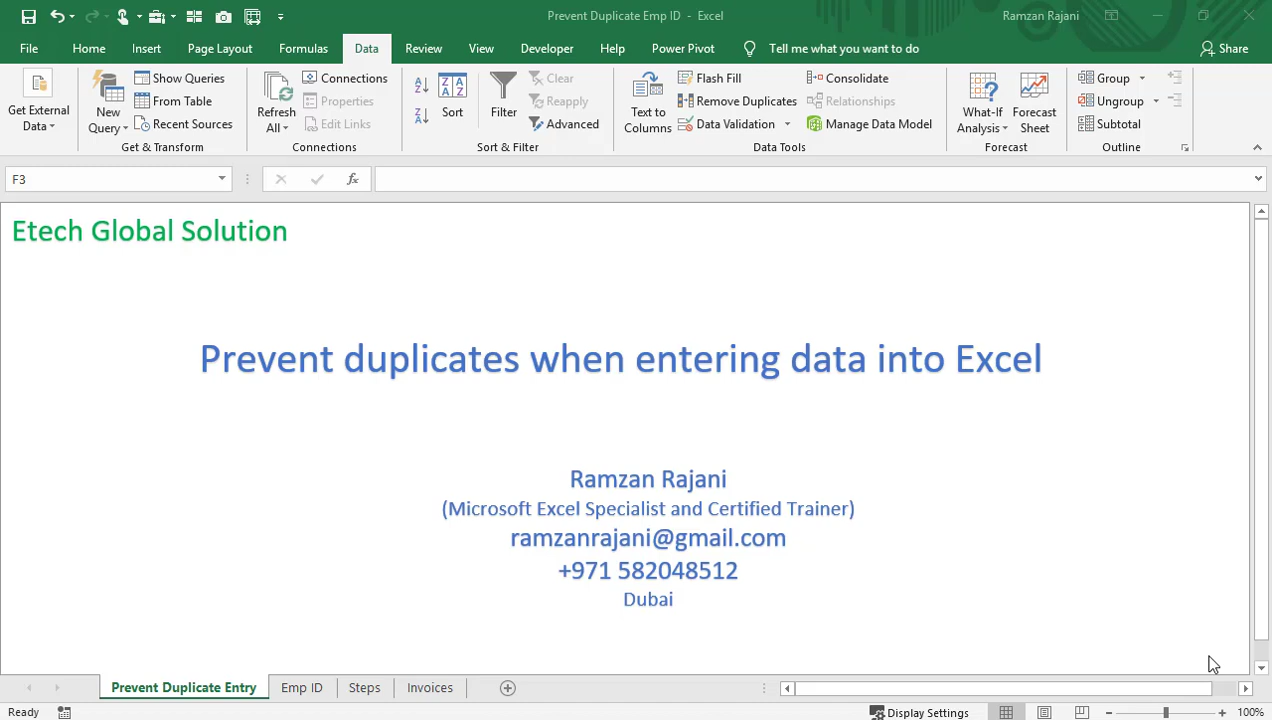 Prevent Duplicate Emp ID - Excel
Ramzan Rajani
File Home Insert Page Layout Formulas Data Review View Developer Help Power Pivot Tell me what you want to do Share
Get External Data
New Query
Show Queries
From Table
Recent Sources
Get & Transform
Refresh All
Connections
Properties
Edit Links
Connections
Sort
Filter
Clear
Reapply
Advanced
Sort & Filter
Text to Columns
Flash Fill
Remove Duplicates
Data Validation
Consolidate
Relationships
Manage Data Model
Data Tools
What-If Analysis
Forecast Sheet
Forecast
Group
Ungroup
Subtotal
Outline
F3
fx
Etech Global Solution
Prevent duplicates when entering data into Excel
Ramzan Rajani
(Microsoft Excel Specialist and Certified Trainer)
ramzanrajani@gmail.com
+971 582048512
Dubai
Prevent Duplicate Entry Emp ID Steps Invoices
Ready Display Settings 100%